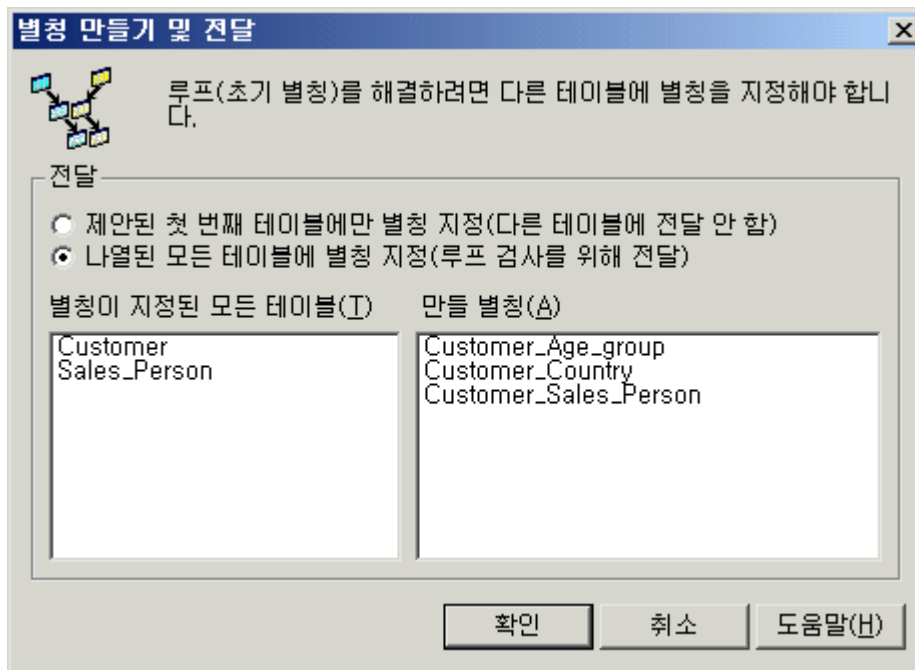 별칭 만들기 및 전달
루프(초기 별칭)를 해결하려면 다른 테이블에 별칭을 지정해야 합니
다.
전달
제안된 첫 번째 테이블에만 별칭 지정(다른 테이블에 전달 안 함)
나열된 모든 테이블에 별칭 지정(루프 검사를 위해 전달)
별칭이 지정된 모든 테이블(T)
만들 별칭(A)
Customer
Sales_Person
Customer_Age_group
Customer_Country
Customer_Sales_Person
확인
취소
도움말(H)